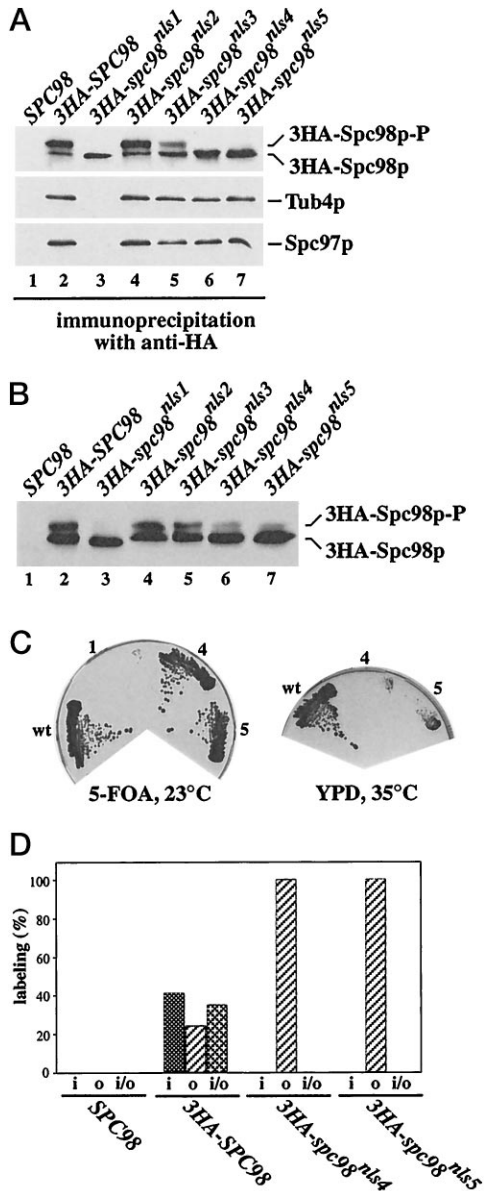 A
SPC98
3HA-SPC98
3HA-spc98nls1
3HA-spc98nls2
3HA-spc98nls3
3HA-spc98nls4
3HA-spc98nls5
3HA-Spc98p-P
3HA-Spc98p
Tub4p
Spc97p
1 2 3 4 5 6 7
immunoprecipitation
with anti-HA
B
SPC98
3HA-SPC98
3HA-spc98nls1
3HA-spc98nls2
3HA-spc98nls3
3HA-spc98nls4
3HA-spc98nls5
3HA-Spc98p-P
3HA-Spc98p
1 2 3 4 5 6 7
C
1 4
wt 5
5-FOA, 23°C
4
wt 5
YPD, 35°C
D
labeling (%)
100
80
60
40
20
0
i o i/o i o i/o i o i/o i o i/o
SPC98
3HA-SPC98
3HA-spc98nls4
3HA-spc98nls5